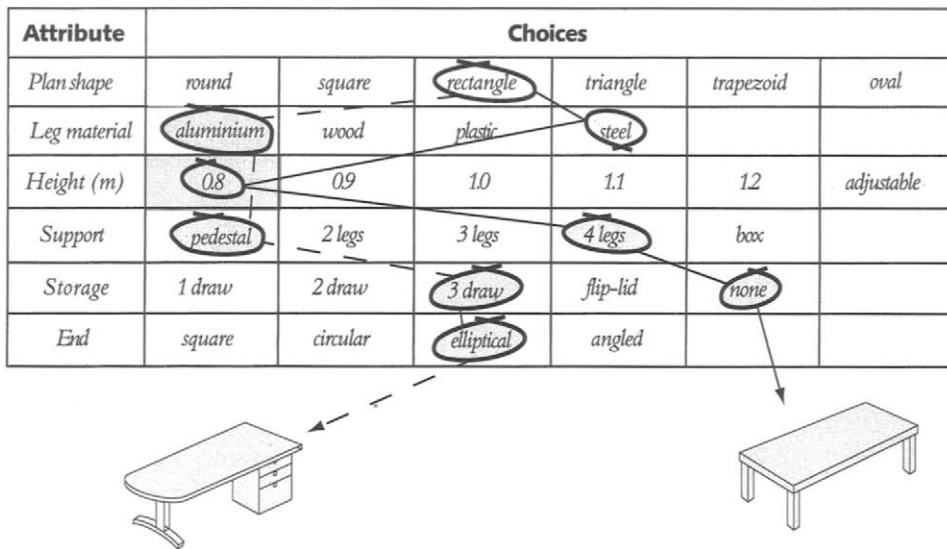 Attribute Choices
Plan shape round square rectangle triangle trapezoid oval
Leg material aluminium wood plastic steel
Height (m) 0.8 0.9 1.0 1.1 1.2 adjustable
Support pedestal 2 legs 3 legs 4 legs box
Storage 1 draw 2 draw 3 draw flip-lid none
End square circular elliptical angled